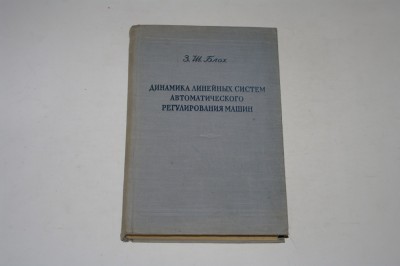 З. Ш. Блох
ДИНАМИКА ЛИНЕЙНЫХ СИСТЕМ
АВТОМАТИЧЕСКОГО
РЕГУЛИРОВАНИЯ МАШИН